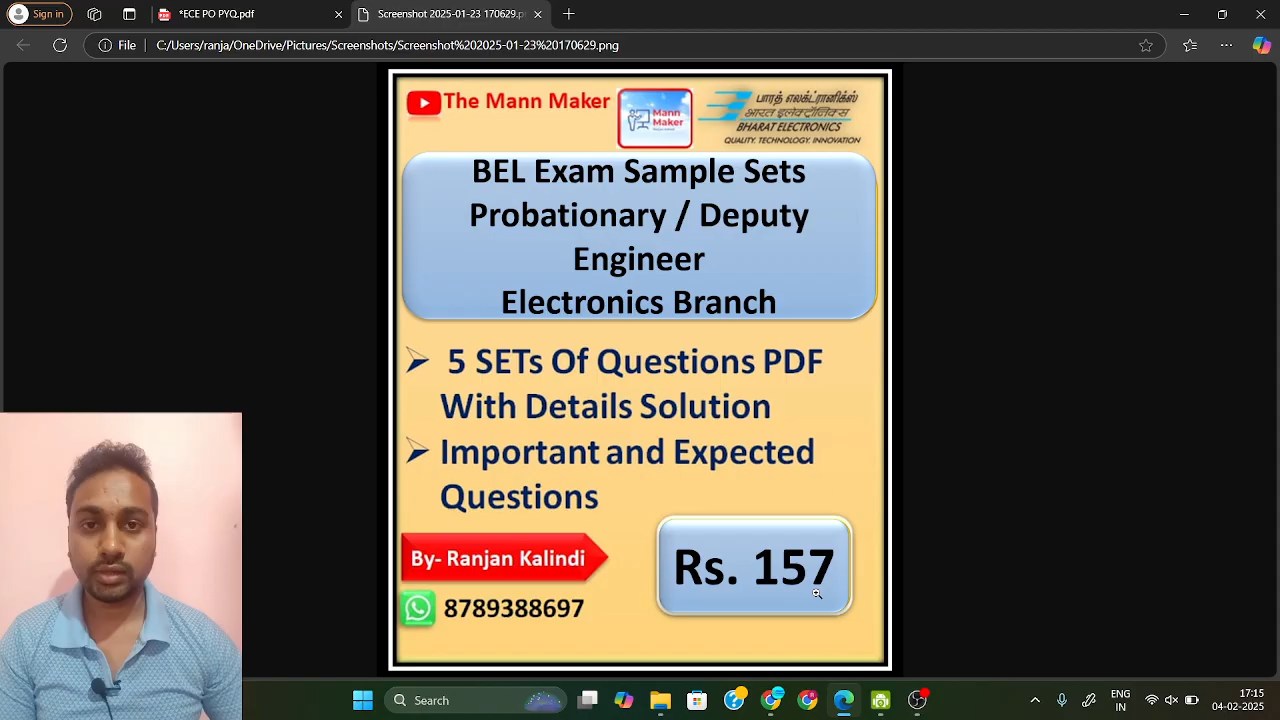 Sign in
*ECE PO PYQ.pdf
Screenshot 2025-01-23 170629.png
File
C:/Users/ranja/OneDrive/Pictures/Screenshots/Screenshot%202025-01-23%20170629.png
The Mann Maker
Mann
Maker
பாரத் எலக்ட்ரானிக்ஸ்
भारत इलेक्ट्रॉनिक्स
BHARAT ELECTRONICS
QUALITY. TECHNOLOGY. INNOVATION
BEL Exam Sample Sets
Probationary / Deputy
Engineer
Electronics Branch
➢ 5 SETs Of Questions PDF
With Details Solution
➢ Important and Expected
Questions
By- Ranjan Kalindi
Rs. 157
8789388697
Search
ENG
IN
17:15
04-02-2025